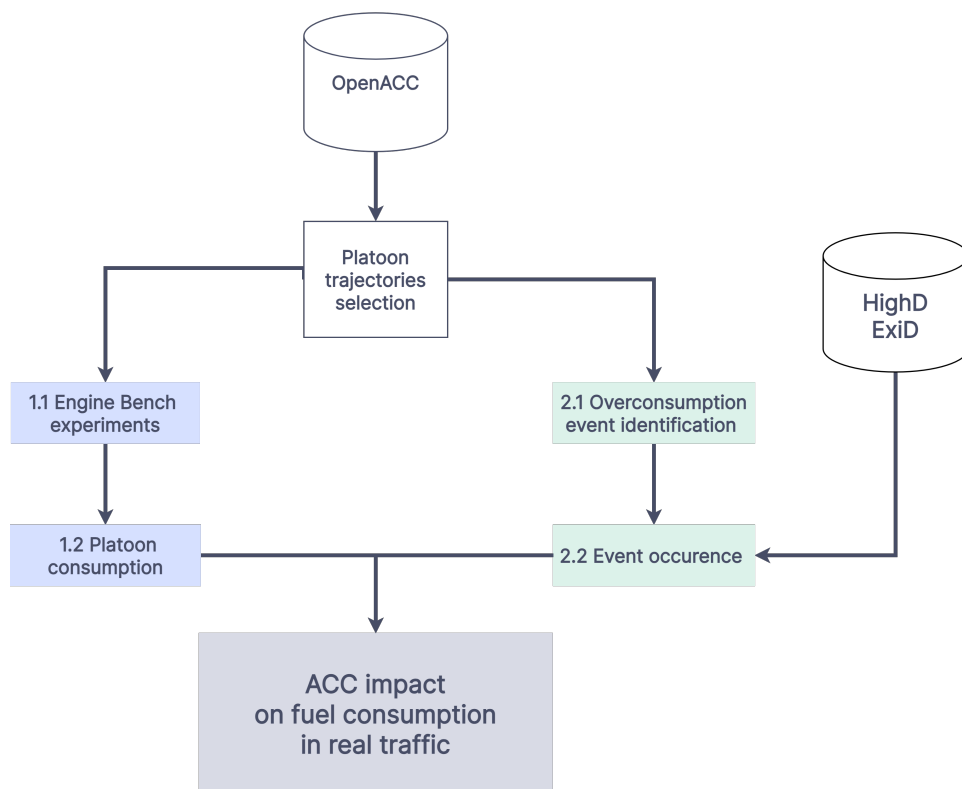 OpenACC
Platoon
trajectories
selection
HighD
ExiD
1.1 Engine Bench
experiments
2.1 Overconsumption
event identification
1.2 Platoon
consumption
2.2 Event occurence
ACC impact
on fuel consumption
in real traffic